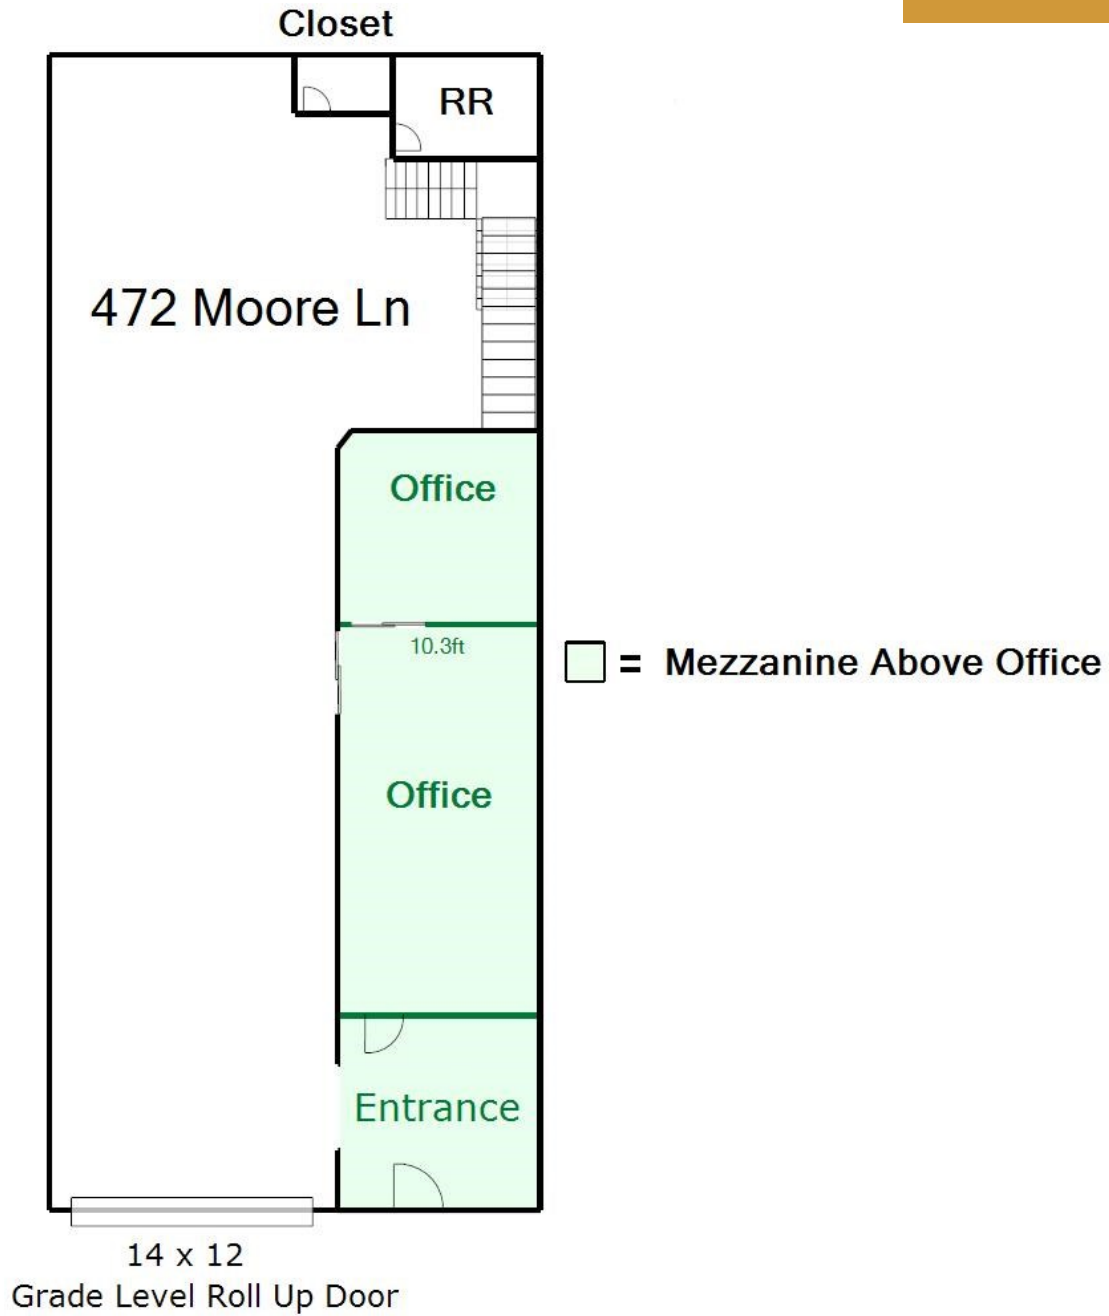 Closet
RR
472 Moore Ln
Office
10.3ft
= Mezzanine Above Office
Office
Entrance
14 x 12
Grade Level Roll Up Door